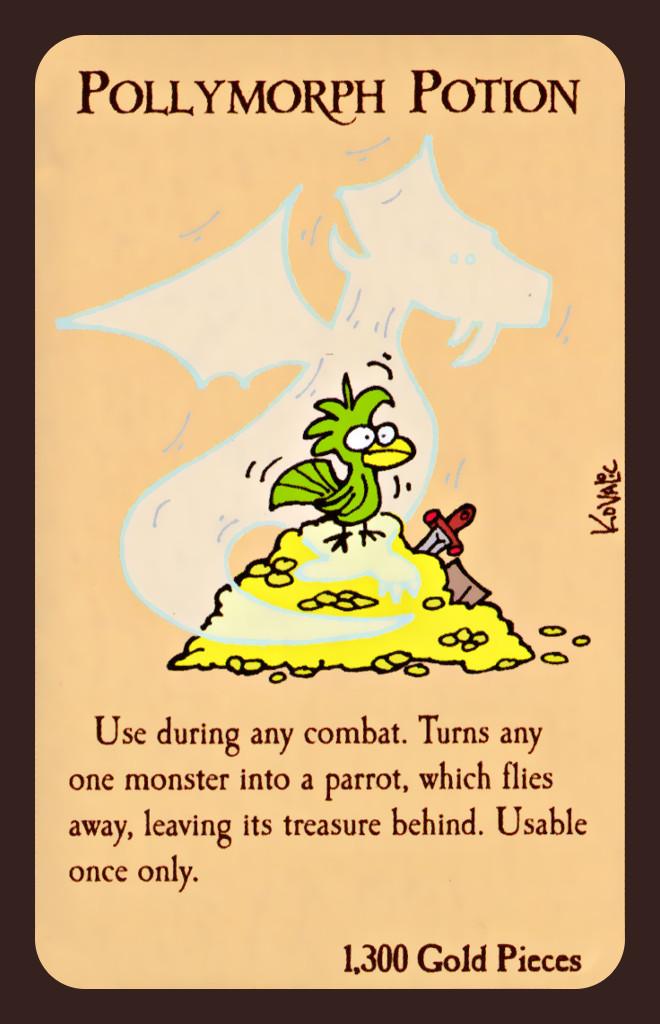 Pollymorph Potion
Kovalic
Use during any combat. Turns any
one monster into a parrot, which flies
away, leaving its treasure behind. Usable
once only.
1,300 Gold Pieces